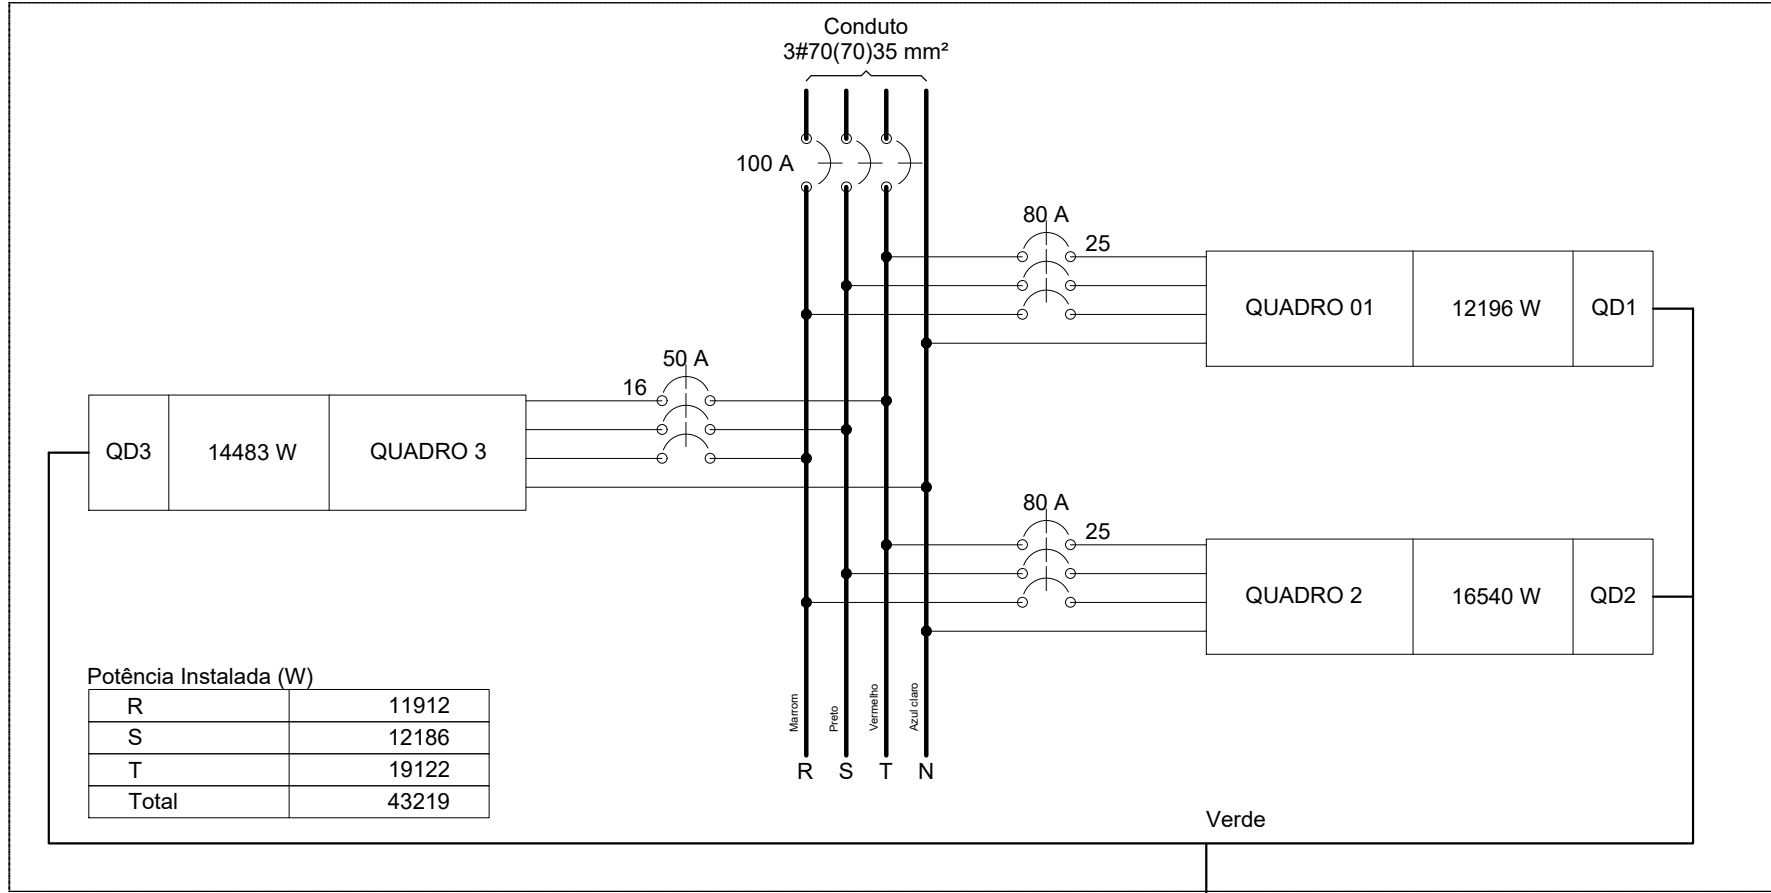 Conduto
3#70(70)35 mm²
100 A
80 A
25
QUADRO 01
12196 W
QD1
50 A
16
QD3
14483 W
QUADRO 3
80 A
25
QUADRO 2
16540 W
QD2
Potência Instalada (W)
R 11912
S 12186
T 19122
Total 43219
Marrom
Preto
Vermelho
Azul claro
R S T N
Verde